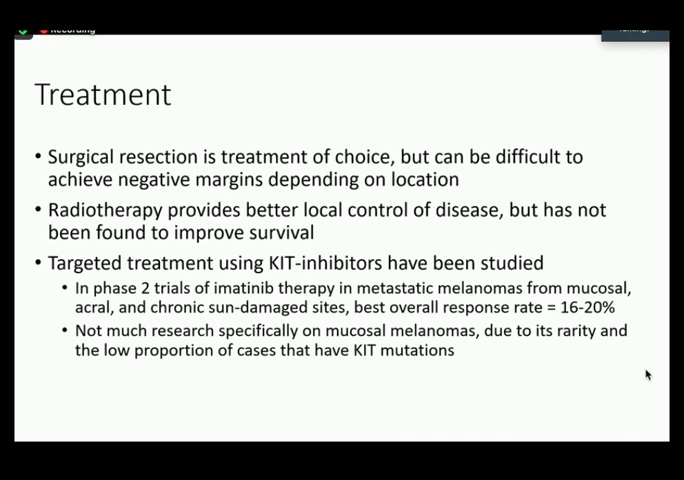 Recording
Treatment
• Surgical resection is treatment of choice, but can be difficult to
achieve negative margins depending on location
• Radiotherapy provides better local control of disease, but has not
been found to improve survival
• Targeted treatment using KIT-inhibitors have been studied
• In phase 2 trials of imatinib therapy in metastatic melanomas from mucosal,
acral, and chronic sun-damaged sites, best overall response rate = 16-20%
• Not much research specifically on mucosal melanomas, due to its rarity and
the low proportion of cases that have KIT mutations